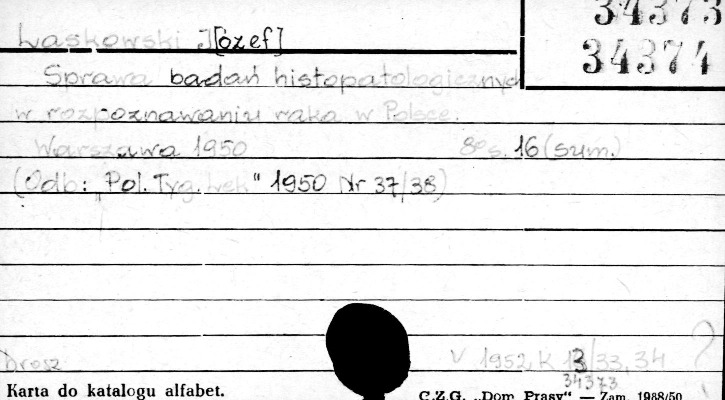 34373
34374
Laskowski J[ózef]
Sprawa badań histopatologicznych
w rozpoznawaniu raka w Polsce.
Warszawa 1950 8° s. 16 (sum.)
(Odb: "Pol. Tyg. Lek" 1950 Nr 37/38)
brosz V 1952, K 13/33, 34 ?
34373
Karta do katalogu alfabet. C.Z.G. „Dom Prasy" — Zam. 1988/50